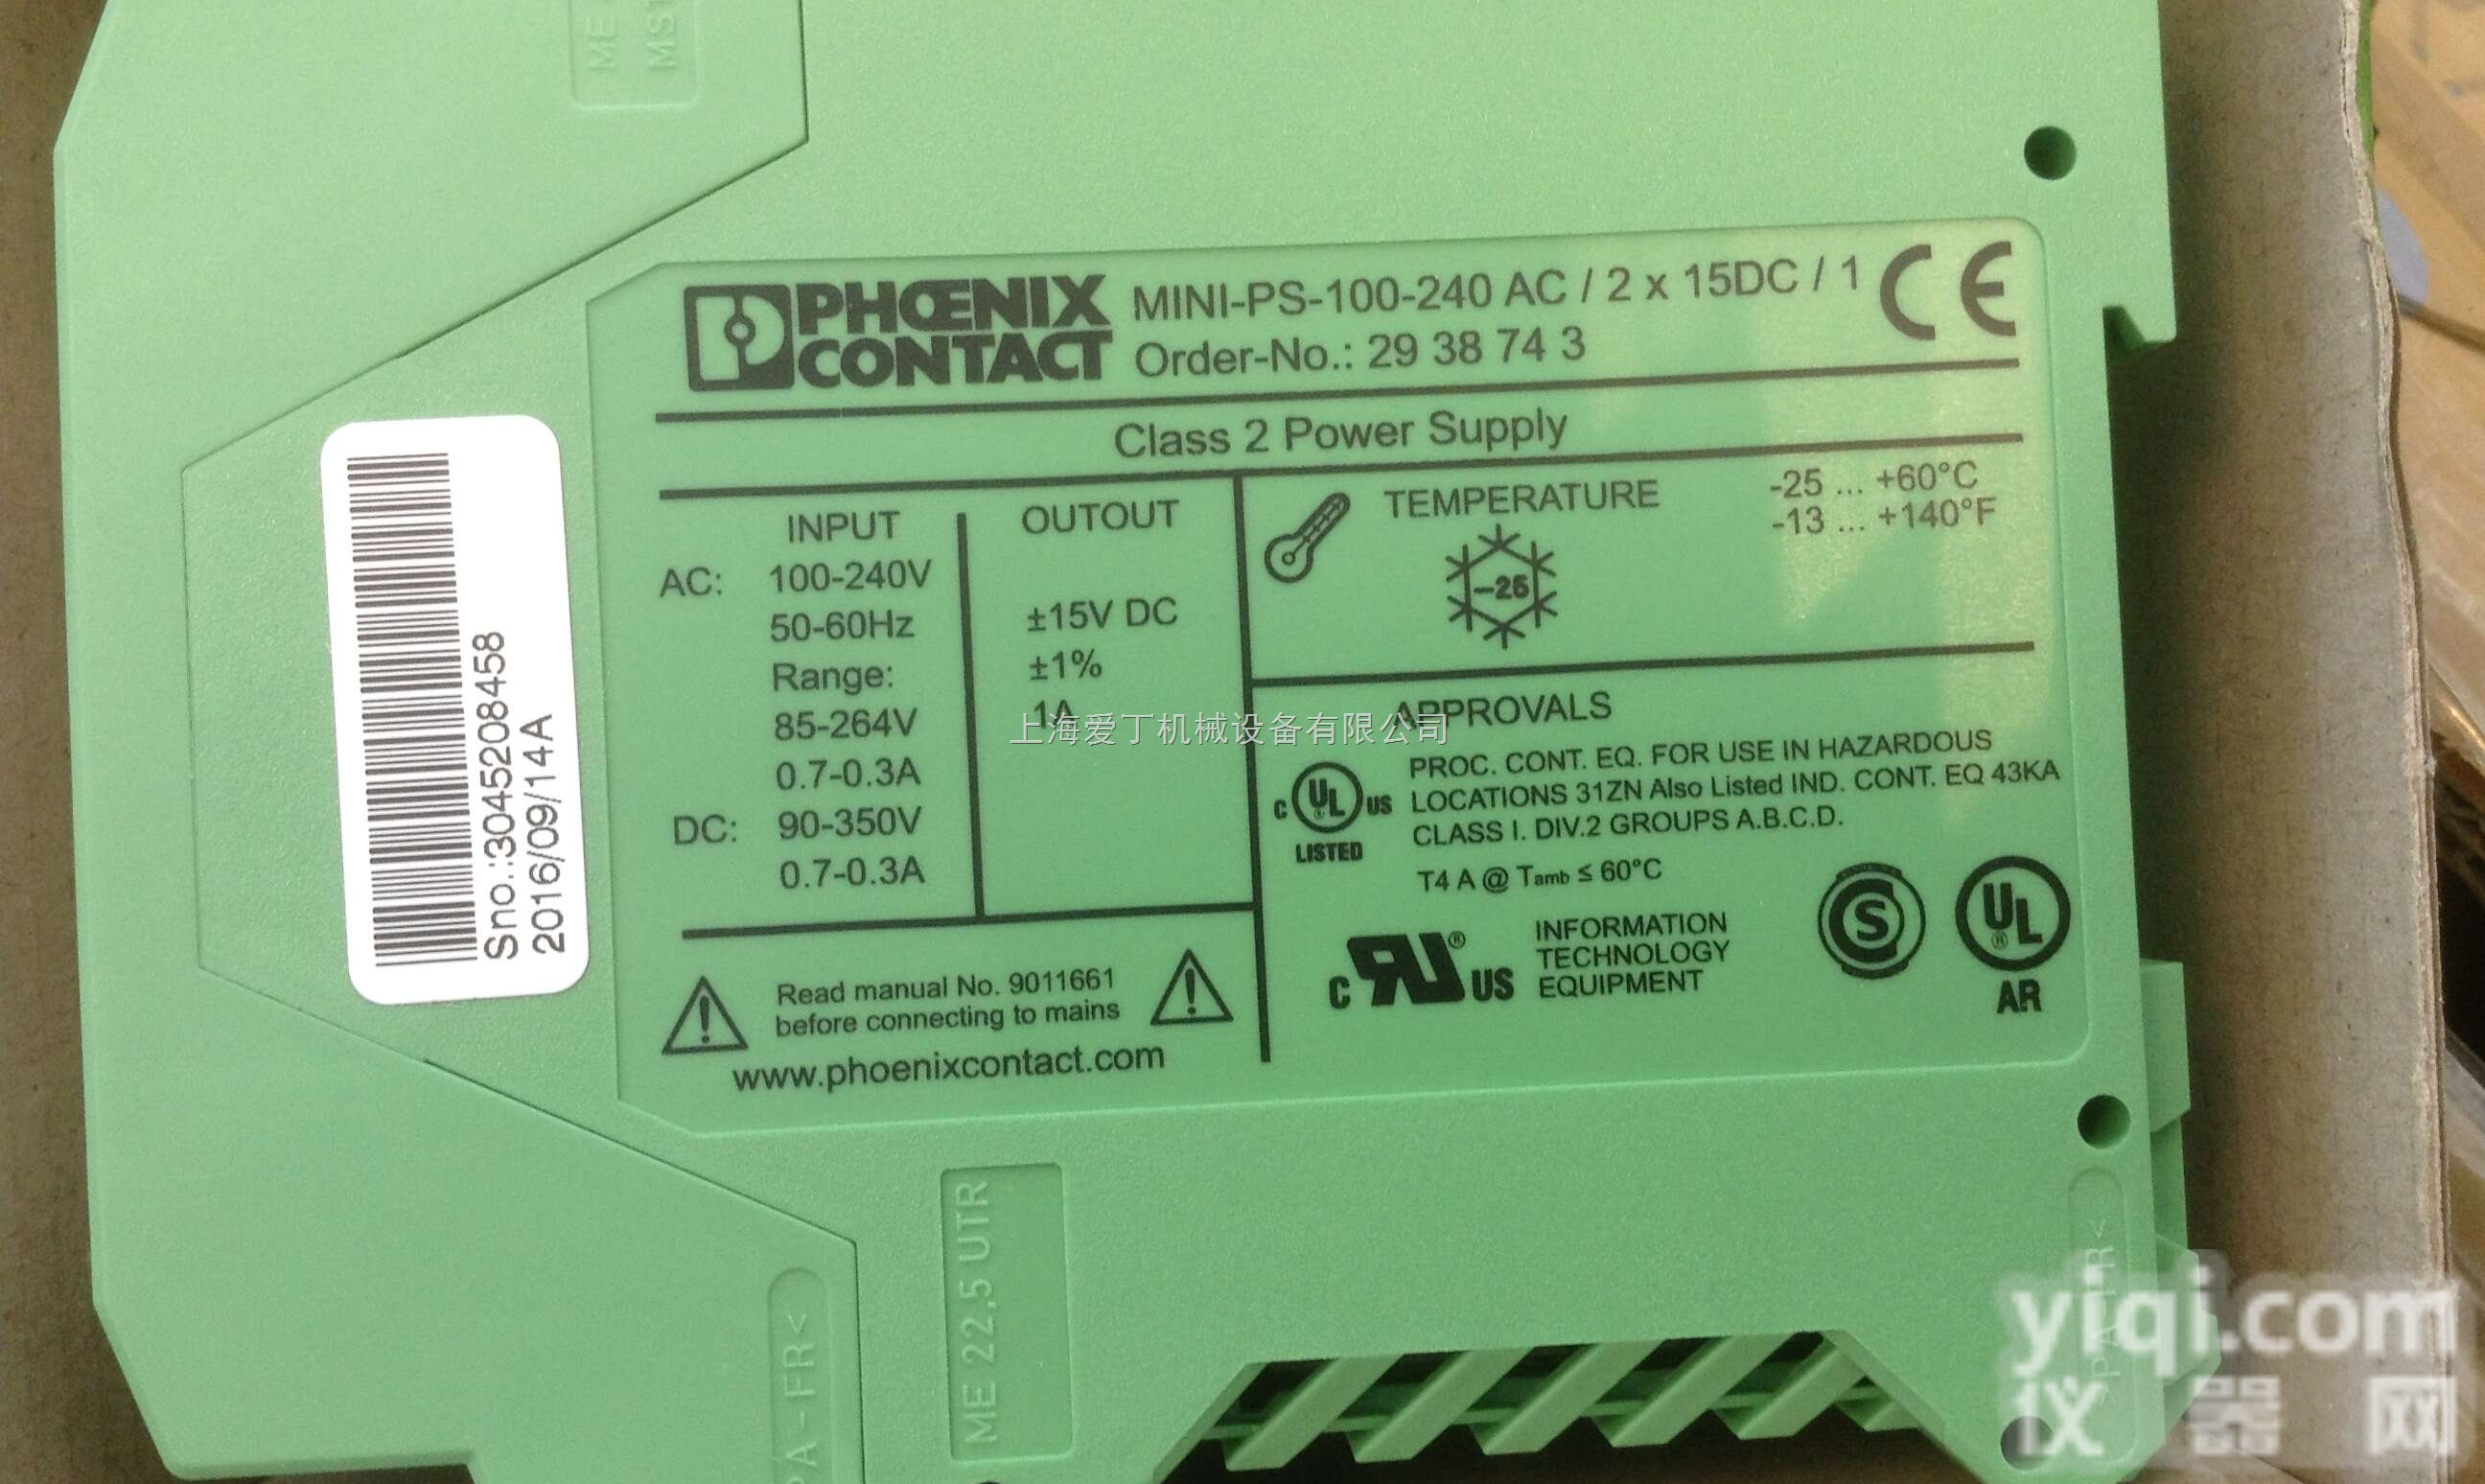 ME
MST
PHŒNIX
CONTACT
MINI-PS-100-240 AC / 2 x 15DC / 1
Order-No.: 29 38 74 3
CE
Class 2 Power Supply
INPUT
AC: 100-240V
50-60Hz
Range:
85-264V
0.7-0.3A
DC: 90-350V
0.7-0.3A
OUTOUT
±15V DC
±1%
1A
TEMPERATURE
-25 ... +60°C
-13 ... +140°F
-25
APPROVALS
C UL ® US
LISTED
PROC. CONT. EQ. FOR USE IN HAZARDOUS
LOCATIONS 31ZN Also Listed IND. CONT. EQ 43KA
CLASS I. DIV.2 GROUPS A.B.C.D.
T4 A @ Tamb ≤ 60°C
C RU ® US
INFORMATION
TECHNOLOGY
EQUIPMENT
S
UL ®
AR
Read manual No. 9011661
before connecting to mains
www.phoenixcontact.com
Sno.:3045208458
2016/09/14A
上海爱丁机械设备有限公司
ME 22,5 UTR
PA-FR<
yiqi.com
仪器网